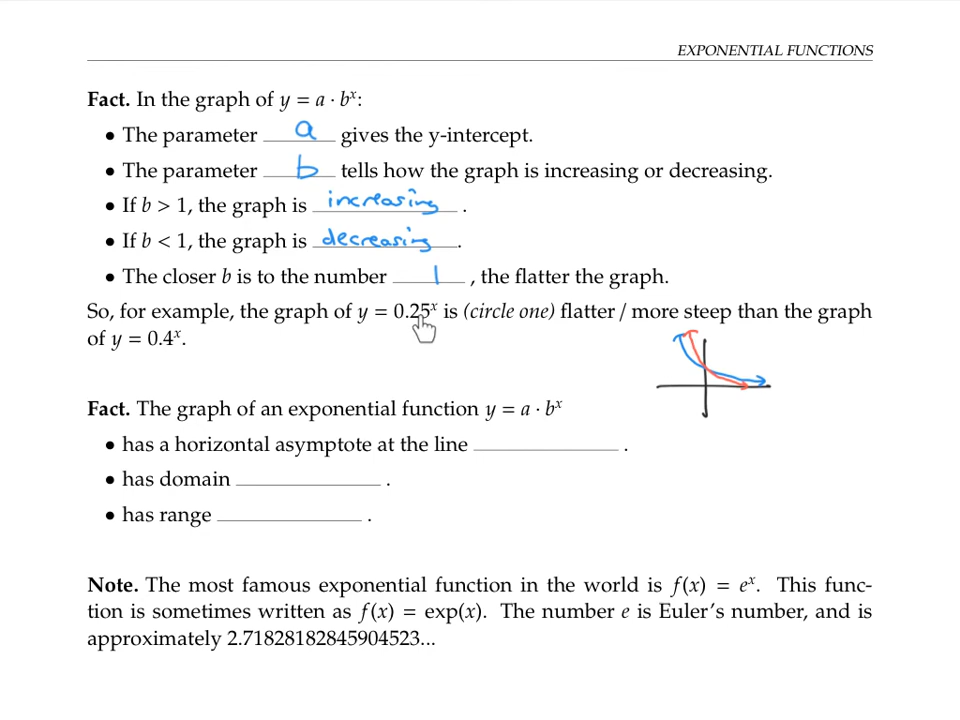 EXPONENTIAL FUNCTIONS
Fact. In the graph of y = a · bˣ:
• The parameter a gives the y-intercept.
• The parameter b tells how the graph is increasing or decreasing.
• If b > 1, the graph is increasing .
• If b < 1, the graph is decreasing.
• The closer b is to the number 1 , the flatter the graph.
So, for example, the graph of y = 0.25ˣ is (circle one) flatter / more steep than the graph
of y = 0.4ˣ.
Fact. The graph of an exponential function y = a · bˣ
• has a horizontal asymptote at the line ____________ .
• has domain ____________ .
• has range ____________ .
Note. The most famous exponential function in the world is f(x) = eˣ. This func-
tion is sometimes written as f(x) = exp(x). The number e is Euler's number, and is
approximately 2.71828182845904523...